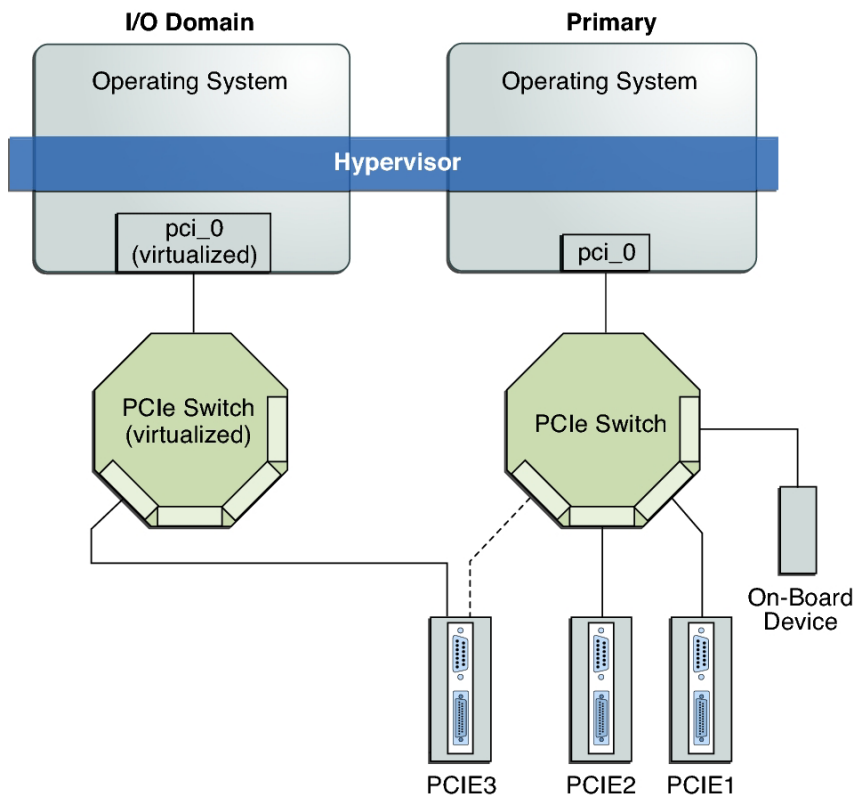 I/O Domain
Primary
Operating System
Operating System
Hypervisor
pci_0
(virtualized)
pci_0
PCIe Switch
(virtualized)
PCIe Switch
On-Board
Device
PCIE3
PCIE2
PCIE1